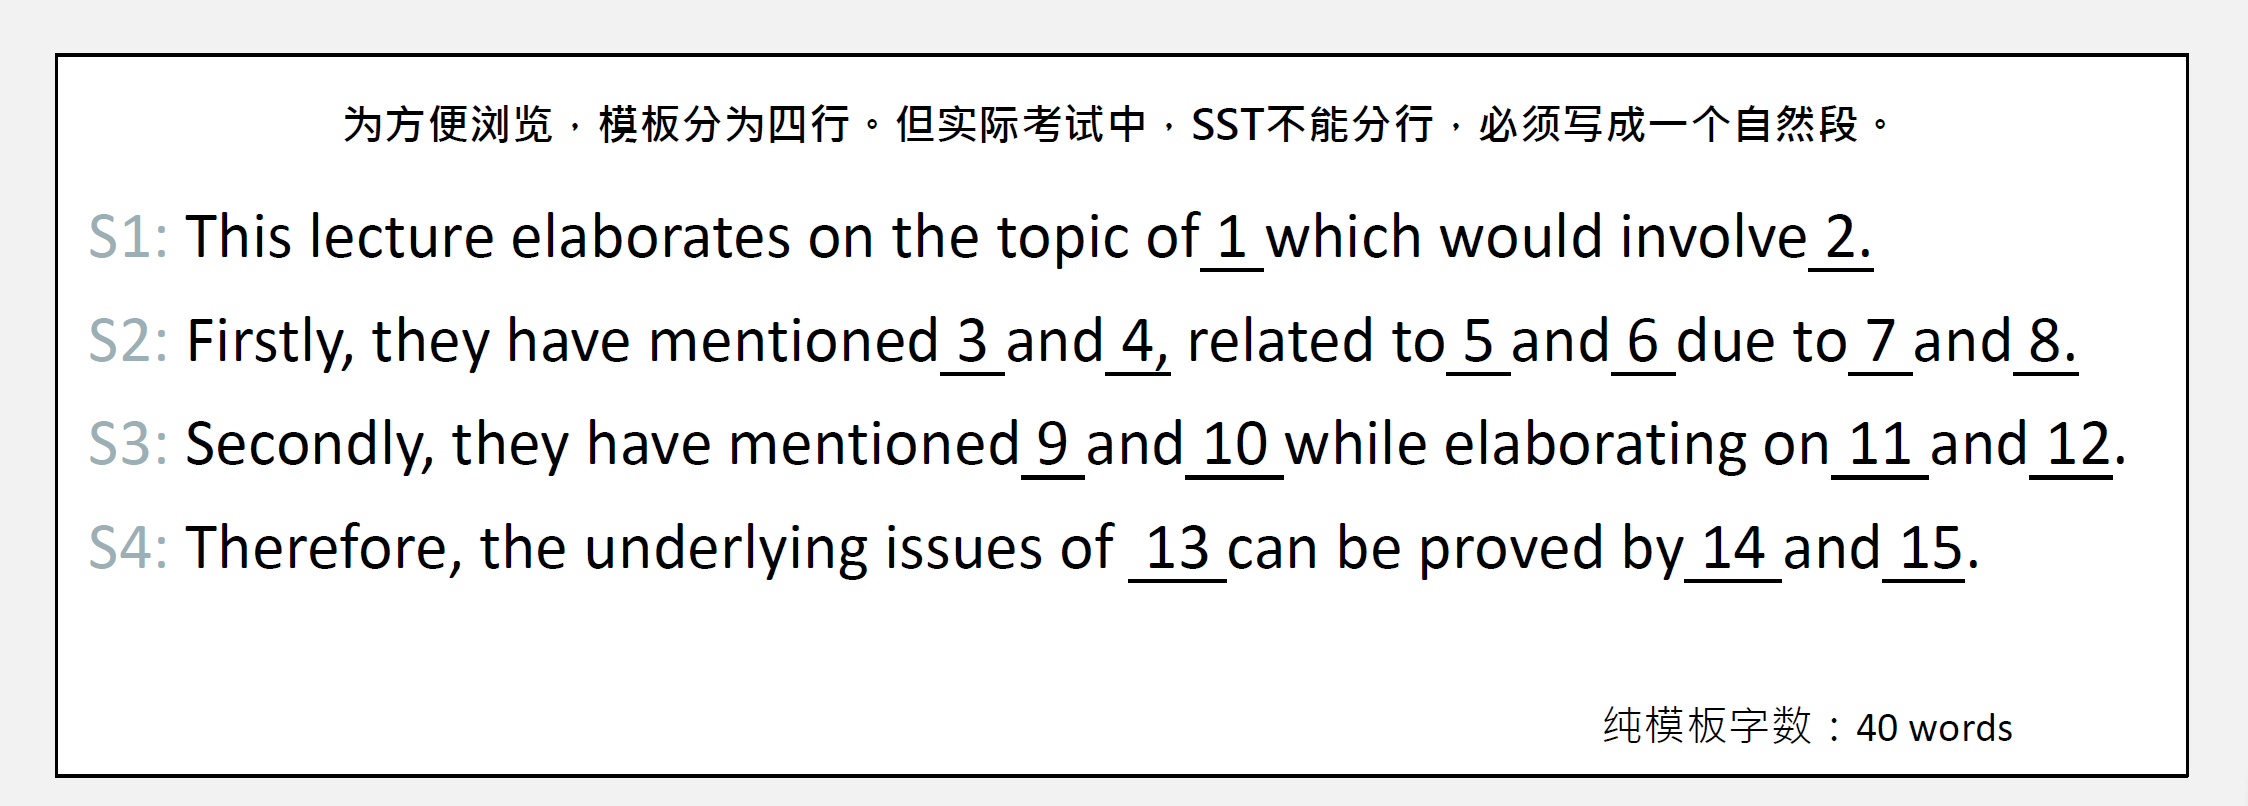 为方便浏览，模板分为四行。但实际考试中，SST不能分行，必须写成一个自然段。
S1: This lecture elaborates on the topic of 1 which would involve 2.
S2: Firstly, they have mentioned 3 and 4, related to 5 and 6 due to 7 and 8.
S3: Secondly, they have mentioned 9 and 10 while elaborating on 11 and 12.
S4: Therefore, the underlying issues of 13 can be proved by 14 and 15.
纯模板字数：40 words